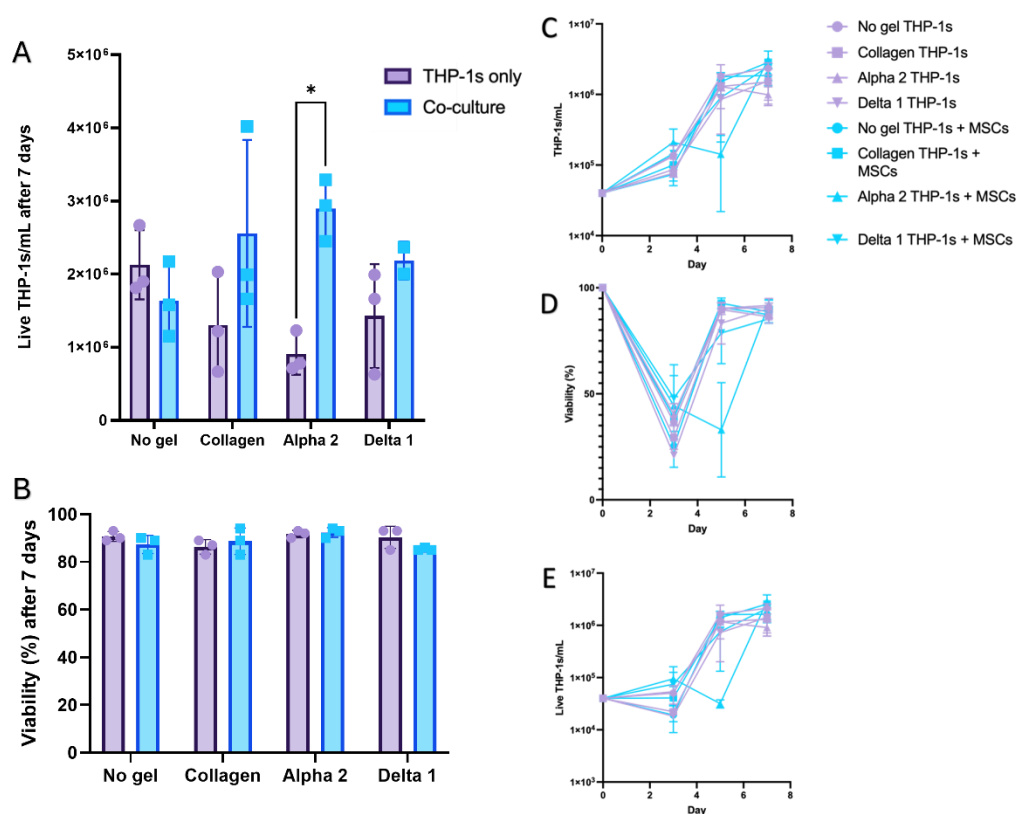 A
Live THP-1s/mL after 7 days
5×10⁶
4×10⁶
3×10⁶
2×10⁶
1×10⁶
0
*
THP-1s only
Co-culture
No gel
Collagen
Alpha 2
Delta 1
B
Viability (%) after 7 days
100
80
60
40
20
0
No gel
Collagen
Alpha 2
Delta 1
C
THP-1s/mL
1×10⁷
1×10⁶
1×10⁵
1×10⁴
0
2
4
6
8
Day
No gel THP-1s
Collagen THP-1s
Alpha 2 THP-1s
Delta 1 THP-1s
No gel THP-1s + MSCs
Collagen THP-1s +
MSCs
Alpha 2 THP-1s + MSCs
Delta 1 THP-1s + MSCs
D
Viability (%)
100
50
0
0
2
4
6
8
Day
E
Live THP-1s/mL
1×10⁷
1×10⁶
1×10⁵
1×10⁴
1×10³
0
2
4
6
8
Day